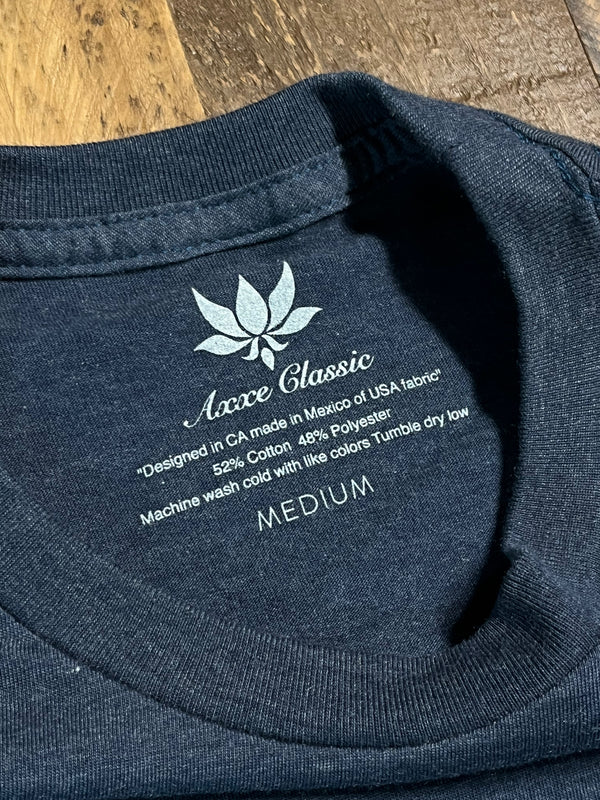 Axxe Classic
"Designed in CA made in Mexico of USA fabric"
52% Cotton 48% Polyester
Machine wash cold with like colors Tumble dry low
MEDIUM